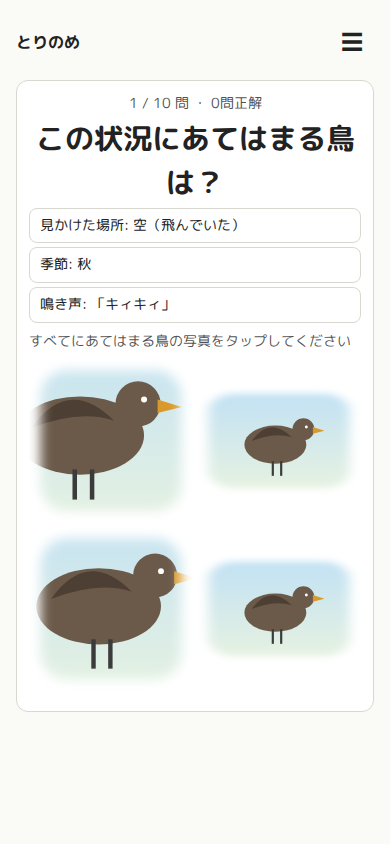 とりのめ
1 / 10 問 · 0問正解
この状況にあてはまる鳥
は？
見かけた場所: 空（飛んでいた）
季節: 秋
鳴き声: 「キィキィ」
すべてにあてはまる鳥の写真をタップしてください